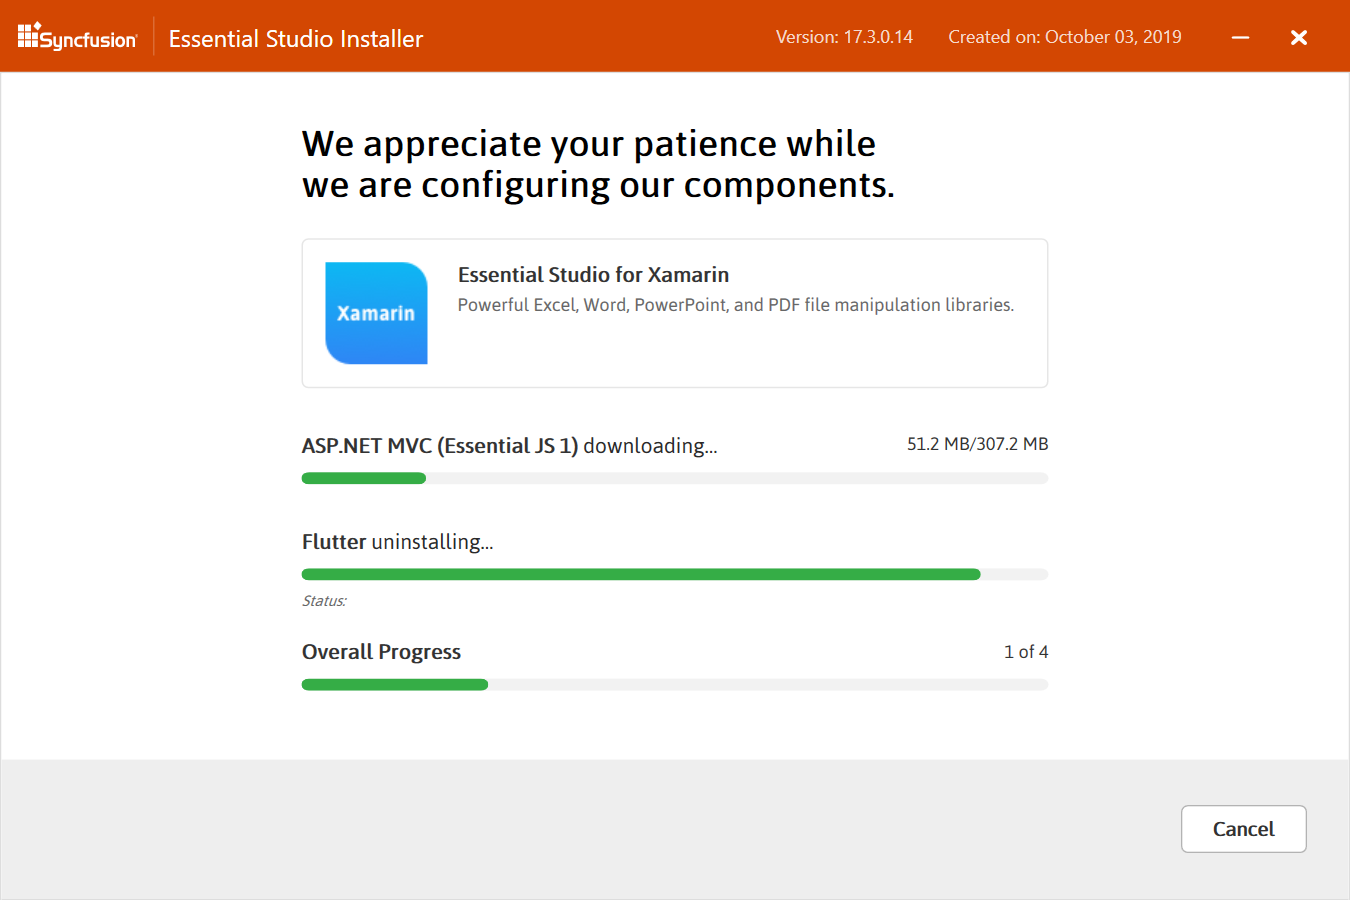 Syncfusion
Essential Studio Installer
Version: 17.3.0.14
Created on: October 03, 2019
We appreciate your patience while
we are configuring our components.
Xamarin
Essential Studio for Xamarin
Powerful Excel, Word, PowerPoint, and PDF file manipulation libraries.
ASP.NET MVC (Essential JS 1) downloading...
51.2 MB/307.2 MB
Flutter uninstalling...
Status:
Overall Progress
1 of 4
Cancel